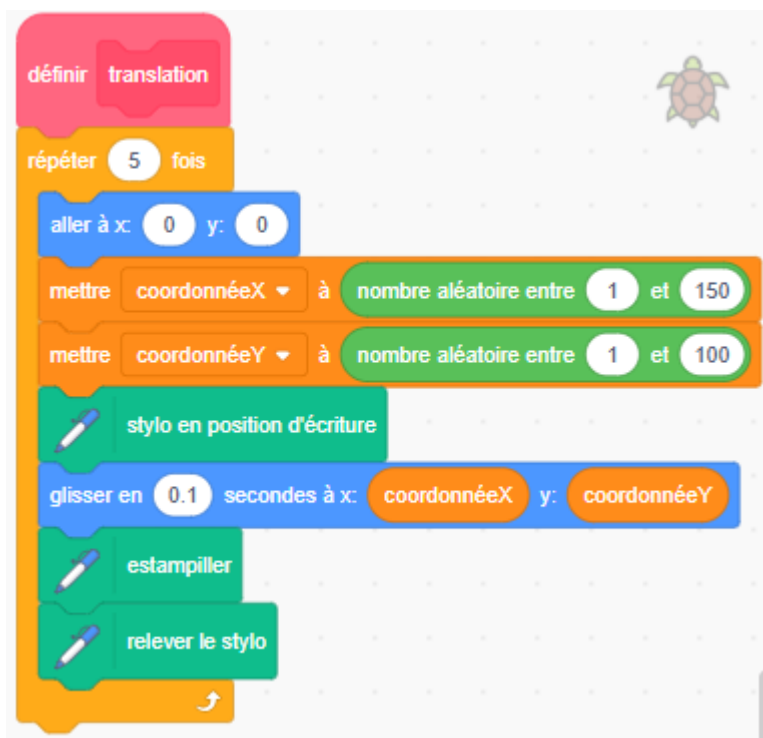 définir translation
répéter 5 fois
aller à x: 0 y: 0
mettre coordonnéeX à nombre aléatoire entre 1 et 150
mettre coordonnéeY à nombre aléatoire entre 1 et 100
stylo en position d'écriture
glisser en 0.1 secondes à x: coordonnéeX y: coordonnéeY
estampiller
relever le stylo